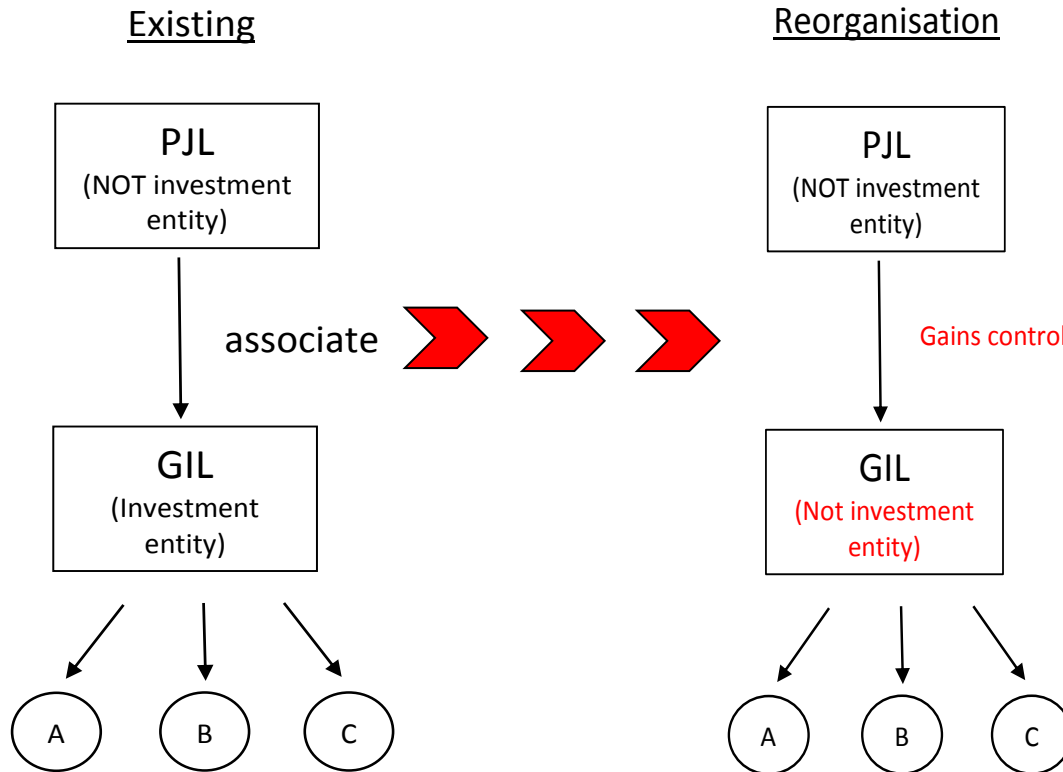 Existing
PJL
(NOT investment
entity)
associate
GIL
(Investment
entity)
A
B
C
Reorganisation
PJL
(NOT investment
entity)
Gains control
GIL
(Not investment
entity)
A
B
C